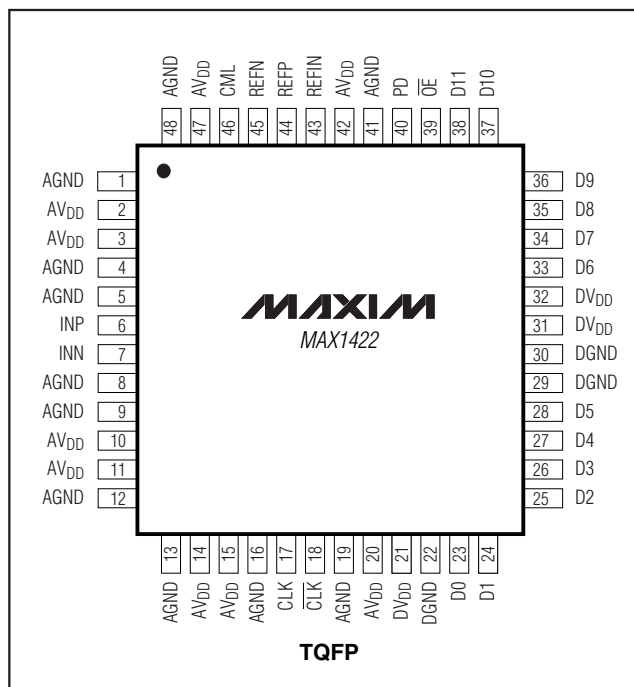 AGND AVDD CML REFN REFP REFIN AVDD AGND PD OE D11 D10
48 47 46 45 44 43 42 41 40 39 38 37
AGND 1
AVDD 2
AVDD 3
AGND 4
AGND 5
INP 6
INN 7
AGND 8
AGND 9
AVDD 10
AVDD 11
AGND 12
MAXIM
MAX1422
36 D9
35 D8
34 D7
33 D6
32 DVDD
31 DVDD
30 DGND
29 DGND
28 D5
27 D4
26 D3
25 D2
13 14 15 16 17 18 19 20 21 22 23 24
AGND AVDD AVDD AGND CLK CLK AGND AVDD DVDD DGND D0 D1
TQFP